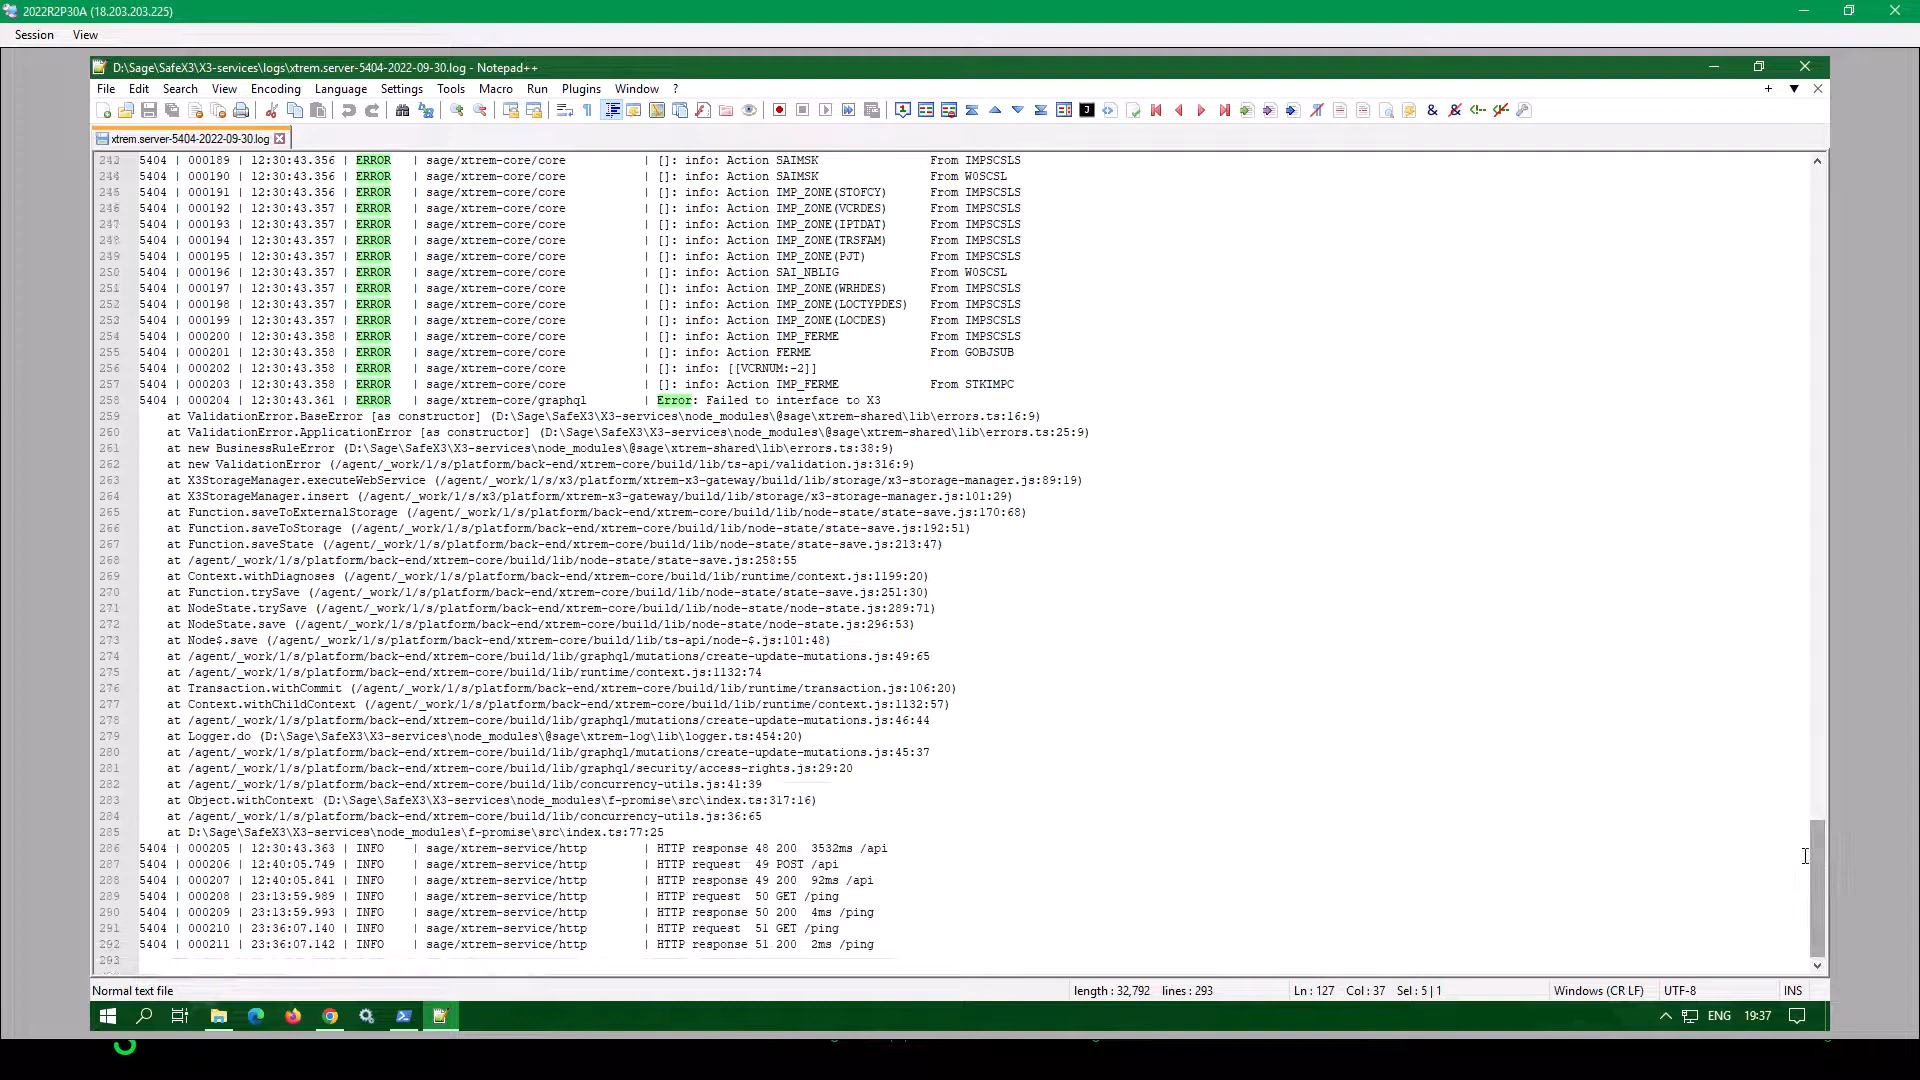 2022R2P30A (18.203.203.225)
Session View
D:\Sage\SafeX3\X3-services\logs\xtrem.server-5404-2022-09-30.log - Notepad++
File Edit Search View Encoding Language Settings Tools Macro Run Plugins Window ?
xtrem.server-5404-2022-09-30.log
243 5404 | 000189 | 12:30:43.356 | ERROR | sage/xtrem-core/core | []: info: Action SAIMSK From IMPSCSLS
244 5404 | 000190 | 12:30:43.356 | ERROR | sage/xtrem-core/core | []: info: Action SAIMSK From W0SCSL
245 5404 | 000191 | 12:30:43.356 | ERROR | sage/xtrem-core/core | []: info: Action IMP_ZONE(STOFCY) From IMPSCSLS
246 5404 | 000192 | 12:30:43.357 | ERROR | sage/xtrem-core/core | []: info: Action IMP_ZONE(VCRDES) From IMPSCSLS
247 5404 | 000193 | 12:30:43.357 | ERROR | sage/xtrem-core/core | []: info: Action IMP_ZONE(IPTDAT) From IMPSCSLS
248 5404 | 000194 | 12:30:43.357 | ERROR | sage/xtrem-core/core | []: info: Action IMP_ZONE(TRSFAM) From IMPSCSLS
249 5404 | 000195 | 12:30:43.357 | ERROR | sage/xtrem-core/core | []: info: Action IMP_ZONE(PJT) From IMPSCSLS
250 5404 | 000196 | 12:30:43.357 | ERROR | sage/xtrem-core/core | []: info: Action SAI_NBLIG From W0SCSL
251 5404 | 000197 | 12:30:43.357 | ERROR | sage/xtrem-core/core | []: info: Action IMP_ZONE(WRHDES) From IMPSCSLS
252 5404 | 000198 | 12:30:43.357 | ERROR | sage/xtrem-core/core | []: info: Action IMP_ZONE(LOCTYPDES) From IMPSCSLS
253 5404 | 000199 | 12:30:43.357 | ERROR | sage/xtrem-core/core | []: info: Action IMP_ZONE(LOCDES) From IMPSCSLS
254 5404 | 000200 | 12:30:43.358 | ERROR | sage/xtrem-core/core | []: info: Action IMP_FERME From IMPSCSLS
255 5404 | 000201 | 12:30:43.358 | ERROR | sage/xtrem-core/core | []: info: Action FERME From GOBJSUB
256 5404 | 000202 | 12:30:43.358 | ERROR | sage/xtrem-core/core | []: info: [[VCRNUM:-2]]
257 5404 | 000203 | 12:30:43.358 | ERROR | sage/xtrem-core/core | []: info: Action IMP_FERME From STKIMPC
258 5404 | 000204 | 12:30:43.361 | ERROR | sage/xtrem-core/graphql | Error: Failed to interface to X3
259 at ValidationError.BaseError [as constructor] (D:\Sage\SafeX3\X3-services\node_modules\@sage\xtrem-shared\lib\errors.ts:16:9)
260 at ValidationError.ApplicationError [as constructor] (D:\Sage\SafeX3\X3-services\node_modules\@sage\xtrem-shared\lib\errors.ts:25:9)
261 at new BusinessRuleError (D:\Sage\SafeX3\X3-services\node_modules\@sage\xtrem-shared\lib\errors.ts:38:9)
262 at new ValidationError (/agent/_work/1/s/platform/back-end/xtrem-core/build/lib/ts-api/validation.js:316:9)
263 at X3StorageManager.executeWebService (/agent/_work/1/s/x3/platform/xtrem-x3-gateway/build/lib/storage/x3-storage-manager.js:89:19)
264 at X3StorageManager.insert (/agent/_work/1/s/x3/platform/xtrem-x3-gateway/build/lib/storage/x3-storage-manager.js:101:29)
265 at Function.saveToExternalStorage (/agent/_work/1/s/platform/back-end/xtrem-core/build/lib/node-state/state-save.js:170:68)
266 at Function.saveToStorage (/agent/_work/1/s/platform/back-end/xtrem-core/build/lib/node-state/state-save.js:192:51)
267 at Function.saveState (/agent/_work/1/s/platform/back-end/xtrem-core/build/lib/node-state/state-save.js:213:47)
268 at /agent/_work/1/s/platform/back-end/xtrem-core/build/lib/node-state/state-save.js:258:55
269 at Context.withDiagnoses (/agent/_work/1/s/platform/back-end/xtrem-core/build/lib/runtime/context.js:1199:20)
270 at Function.trySave (/agent/_work/1/s/platform/back-end/xtrem-core/build/lib/node-state/state-save.js:251:30)
271 at NodeState.trySave (/agent/_work/1/s/platform/back-end/xtrem-core/build/lib/node-state/node-state.js:289:71)
272 at NodeState.save (/agent/_work/1/s/platform/back-end/xtrem-core/build/lib/node-state/node-state.js:296:53)
273 at Node$.save (/agent/_work/1/s/platform/back-end/xtrem-core/build/lib/ts-api/node-$.js:101:48)
274 at /agent/_work/1/s/platform/back-end/xtrem-core/build/lib/graphql/mutations/create-update-mutations.js:49:65
275 at /agent/_work/1/s/platform/back-end/xtrem-core/build/lib/runtime/context.js:1132:74
276 at Transaction.withCommit (/agent/_work/1/s/platform/back-end/xtrem-core/build/lib/runtime/transaction.js:106:20)
277 at Context.withChildContext (/agent/_work/1/s/platform/back-end/xtrem-core/build/lib/runtime/context.js:1132:57)
278 at /agent/_work/1/s/platform/back-end/xtrem-core/build/lib/graphql/mutations/create-update-mutations.js:46:44
279 at Logger.do (D:\Sage\SafeX3\X3-services\node_modules\@sage\xtrem-log\lib\logger.ts:454:20)
280 at /agent/_work/1/s/platform/back-end/xtrem-core/build/lib/graphql/mutations/create-update-mutations.js:45:37
281 at /agent/_work/1/s/platform/back-end/xtrem-core/build/lib/graphql/security/access-rights.js:29:20
282 at /agent/_work/1/s/platform/back-end/xtrem-core/build/lib/concurrency-utils.js:41:39
283 at Object.withContext (D:\Sage\SafeX3\X3-services\node_modules\f-promise\src\index.ts:317:16)
284 at /agent/_work/1/s/platform/back-end/xtrem-core/build/lib/concurrency-utils.js:36:65
285 at D:\Sage\SafeX3\X3-services\node_modules\f-promise\src\index.ts:77:25
286 5404 | 000205 | 12:30:43.363 | INFO | sage/xtrem-service/http | HTTP response 48 200 3532ms /api
287 5404 | 000206 | 12:40:05.749 | INFO | sage/xtrem-service/http | HTTP request 49 POST /api
288 5404 | 000207 | 12:40:05.841 | INFO | sage/xtrem-service/http | HTTP response 49 200 92ms /api
289 5404 | 000208 | 23:13:59.989 | INFO | sage/xtrem-service/http | HTTP request 50 GET /ping
290 5404 | 000209 | 23:13:59.993 | INFO | sage/xtrem-service/http | HTTP response 50 200 4ms /ping
291 5404 | 000210 | 23:36:07.140 | INFO | sage/xtrem-service/http | HTTP request 51 GET /ping
292 5404 | 000211 | 23:36:07.142 | INFO | sage/xtrem-service/http | HTTP response 51 200 2ms /ping
293
Normal text file length : 32,792 lines : 293 Ln : 127 Col : 37 Sel : 5 | 1 Windows (CR LF) UTF-8 INS
ENG 19:37